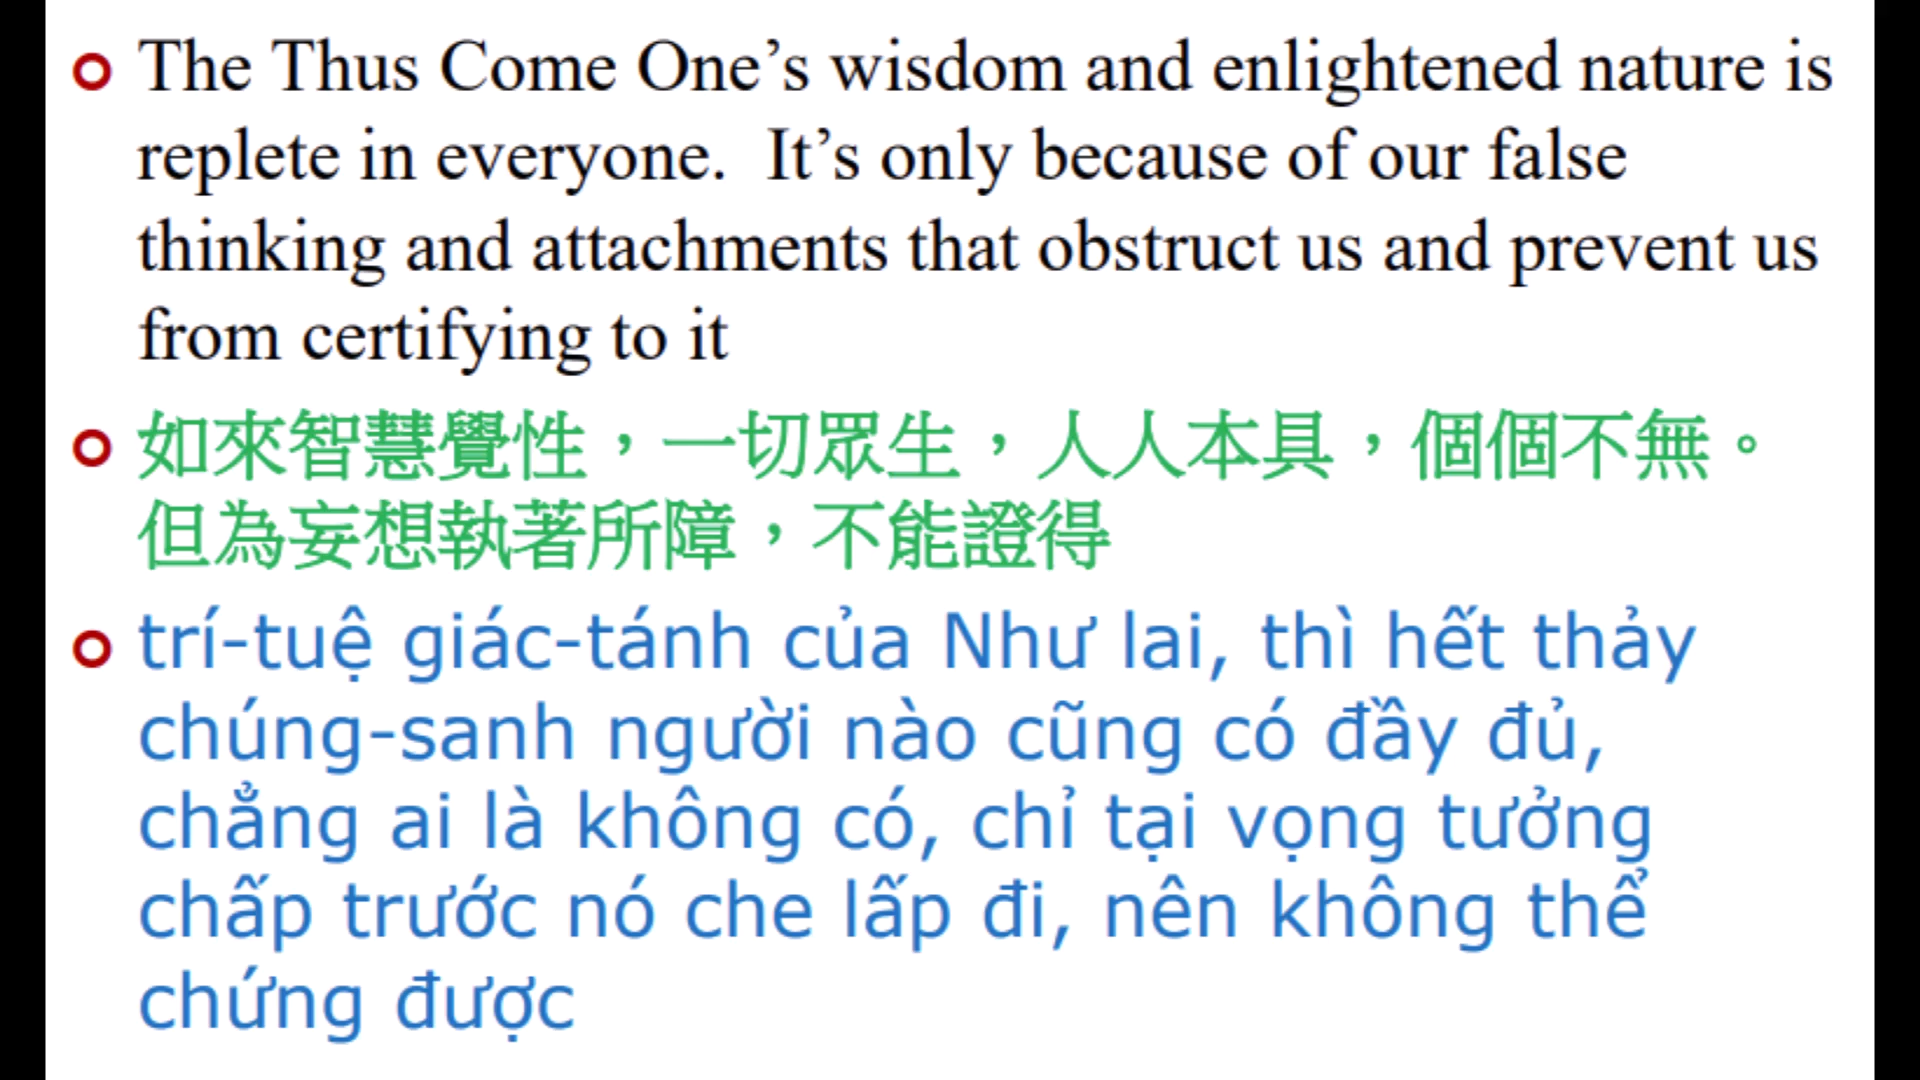 The Thus Come One’s wisdom and enlightened nature is
replete in everyone.  It’s only because of our false
thinking and attachments that obstruct us and prevent us
from certifying to it
如來智慧覺性，一切眾生，人人本具，個個不無。
但為妄想執著所障，不能證得
trí-tuệ giác-tánh của Như lai, thì hết thảy
chúng-sanh người nào cũng có đầy đủ,
chẳng ai là không có, chỉ tại vọng tưởng
chấp trước nó che lấp đi, nên không thể
chứng được